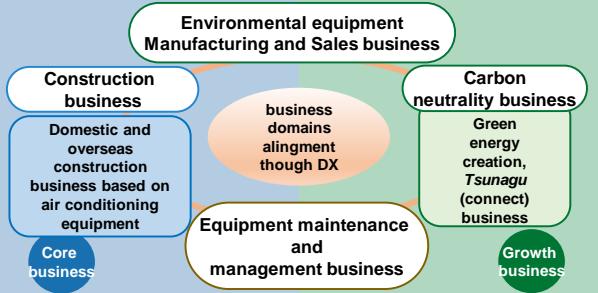 Environmental equipment
Manufacturing and Sales business
Construction
business
Domestic and
overseas
construction
business based on
air conditioning
equipment
Core
business
business
domains
alingment
though DX
Carbon
neutrality business
Green
energy
creation,
Tsunagu
(connect)
business
Growth
business
Equipment maintenance
and
management business